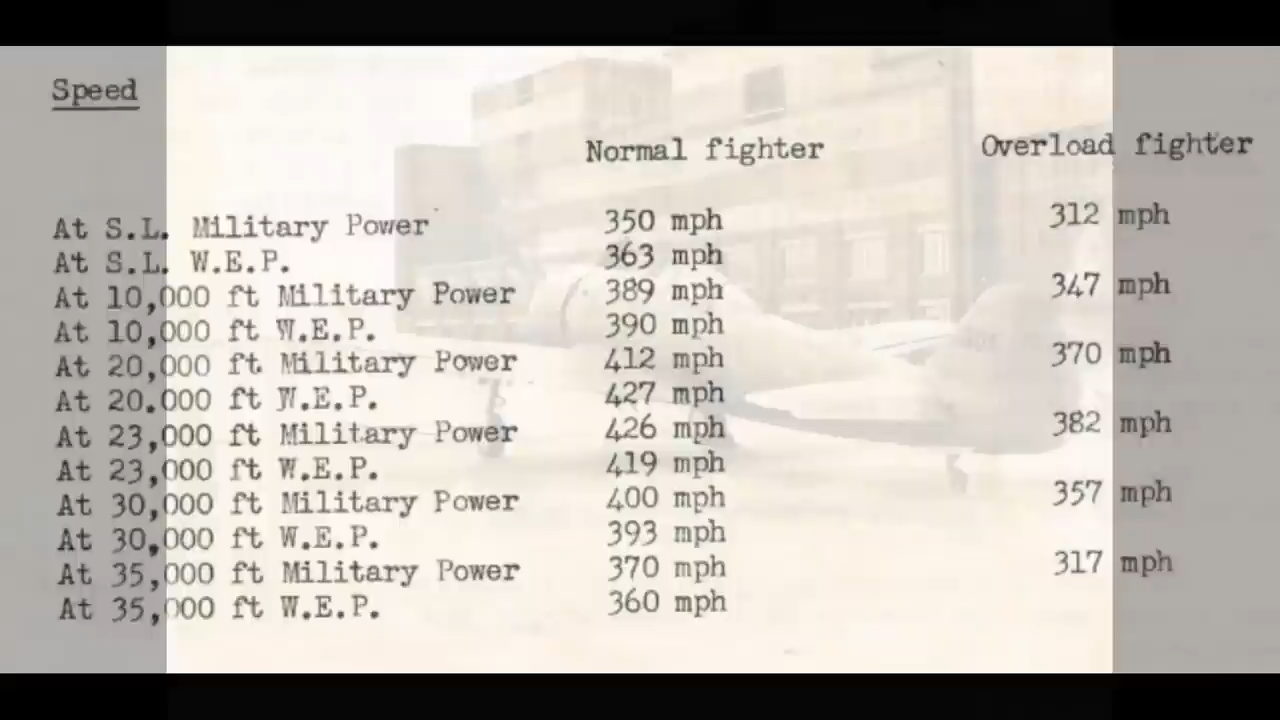 Speed
Normal fighter Overload fighter
At S.L. Military Power 350 mph 312 mph
At S.L. W.E.P. 363 mph
At 10,000 ft Military Power 389 mph 347 mph
At 10,000 ft W.E.P. 390 mph
At 20,000 ft Military Power 412 mph 370 mph
At 20.000 ft W.E.P. 427 mph
At 23,000 ft Military Power 426 mph 382 mph
At 23,000 ft W.E.P. 419 mph
At 30,000 ft Military Power 400 mph 357 mph
At 30,000 ft W.E.P. 393 mph
At 35,000 ft Military Power 370 mph 317 mph
At 35,000 ft W.E.P. 360 mph